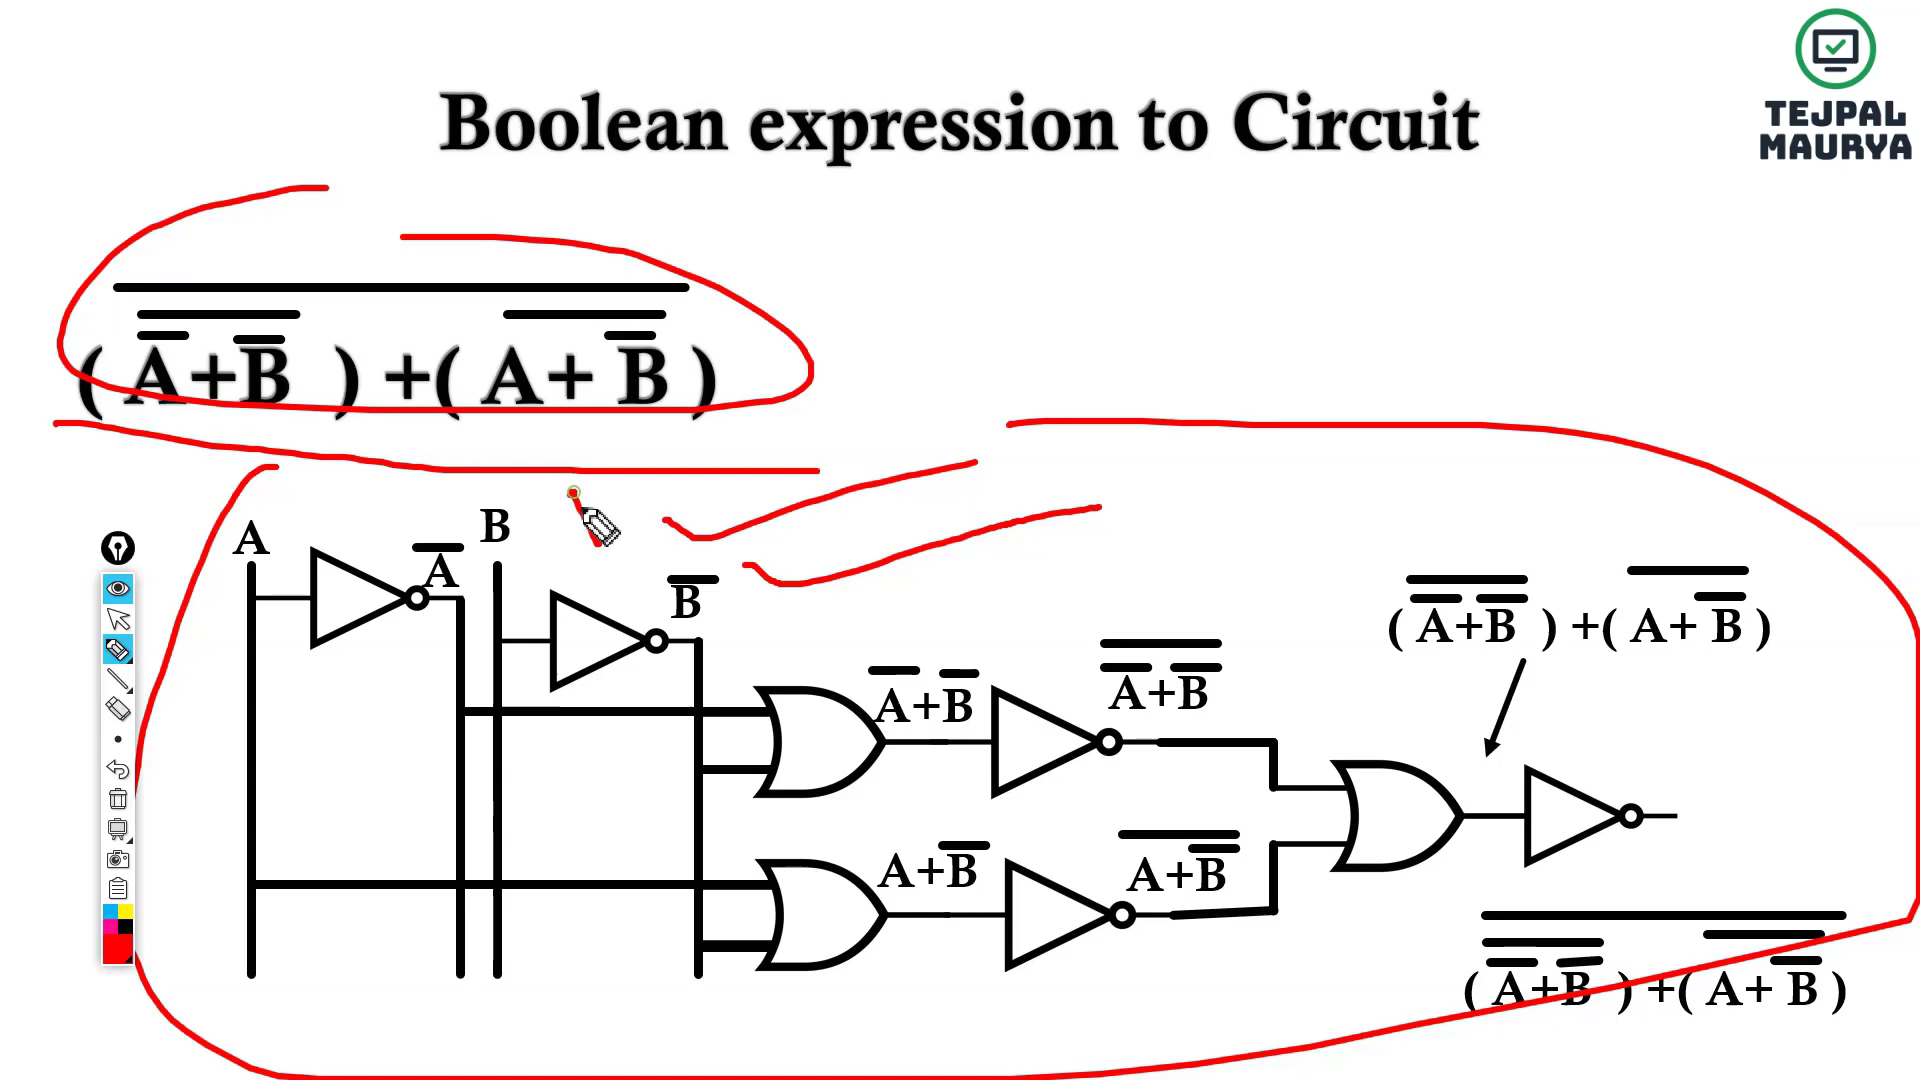 TEJPAL
MAURYA
Boolean expression to Circuit
( A̅+B̅ )̅ +( A+ B̅ )̅
A
A̅
B
B̅
A̅+B̅
A̅+B̅
( A̅+B̅ ) +( A+ B̅ )
A+B̅
A+B̅
( A̅+B̅ ) +( A+ B̅ )